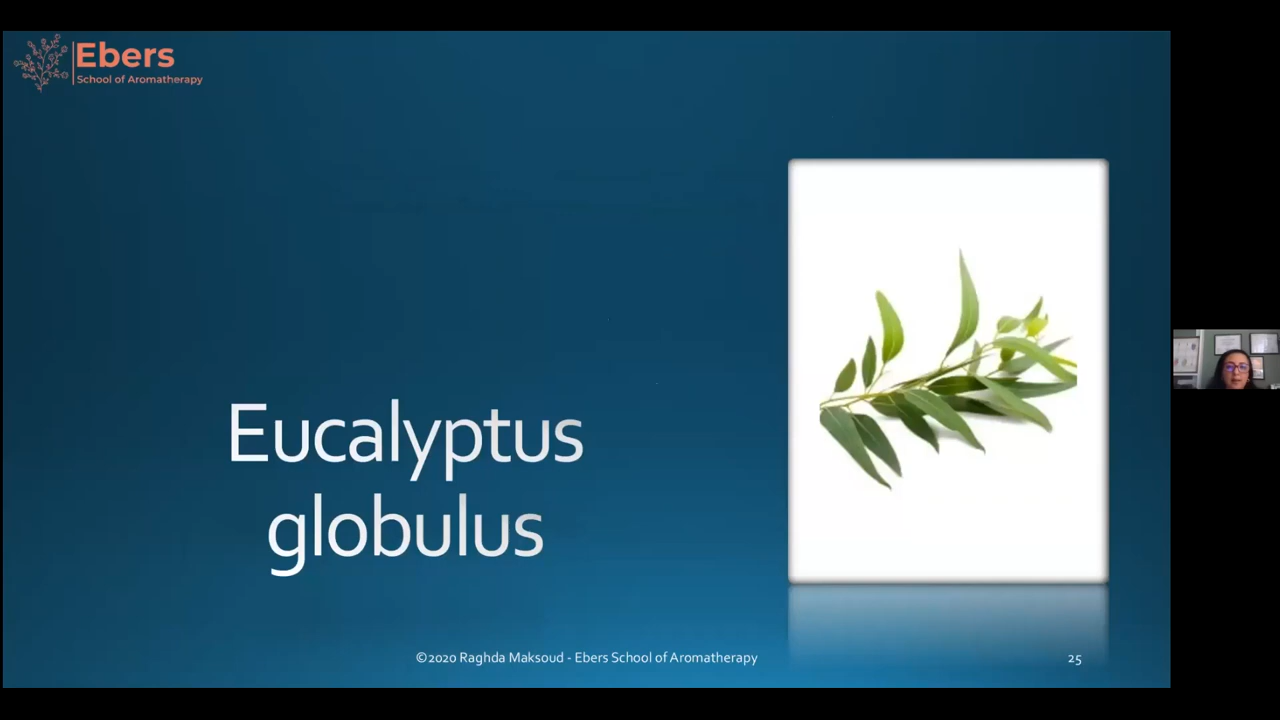 Ebers
School of Aromatherapy
Eucalyptus
globulus
©2020 Raghda Maksoud - Ebers School of Aromatherapy
25